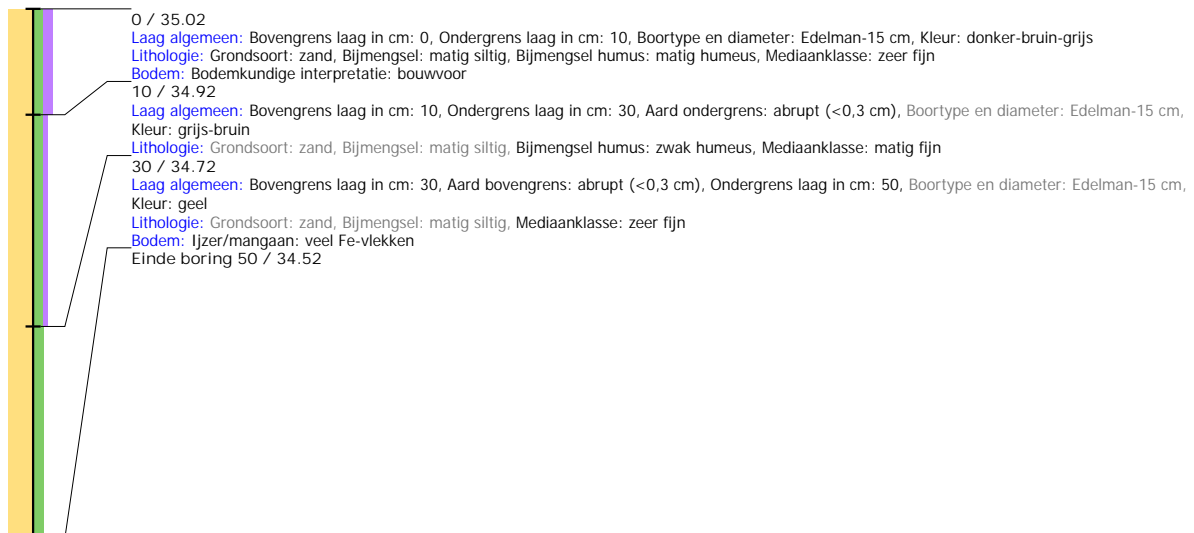 0 / 35.02
Laag algemeen: Bovengrens laag in cm: 0, Ondergrens laag in cm: 10, Boortype en diameter: Edelman-15 cm, Kleur: donker-bruin-grijs
Lithologie: Grondsoort: zand, Bijmengsel: matig siltig, Bijmengsel humus: matig humeus, Mediaanklasse: zeer fijn
Bodem: Bodemkundige interpretatie: bouwvoor
10 / 34.92
Laag algemeen: Bovengrens laag in cm: 10, Ondergrens laag in cm: 30, Aard ondergrens: abrupt (<0,3 cm), Boortype en diameter: Edelman-15 cm,
Kleur: grijs-bruin
Lithologie: Grondsoort: zand, Bijmengsel: matig siltig, Bijmengsel humus: zwak humeus, Mediaanklasse: matig fijn
30 / 34.72
Laag algemeen: Bovengrens laag in cm: 30, Aard bovengrens: abrupt (<0,3 cm), Ondergrens laag in cm: 50, Boortype en diameter: Edelman-15 cm,
Kleur: geel
Lithologie: Grondsoort: zand, Bijmengsel: matig siltig, Mediaanklasse: zeer fijn
Bodem: Ijzer/mangaan: veel Fe-vlekken
Einde boring 50 / 34.52